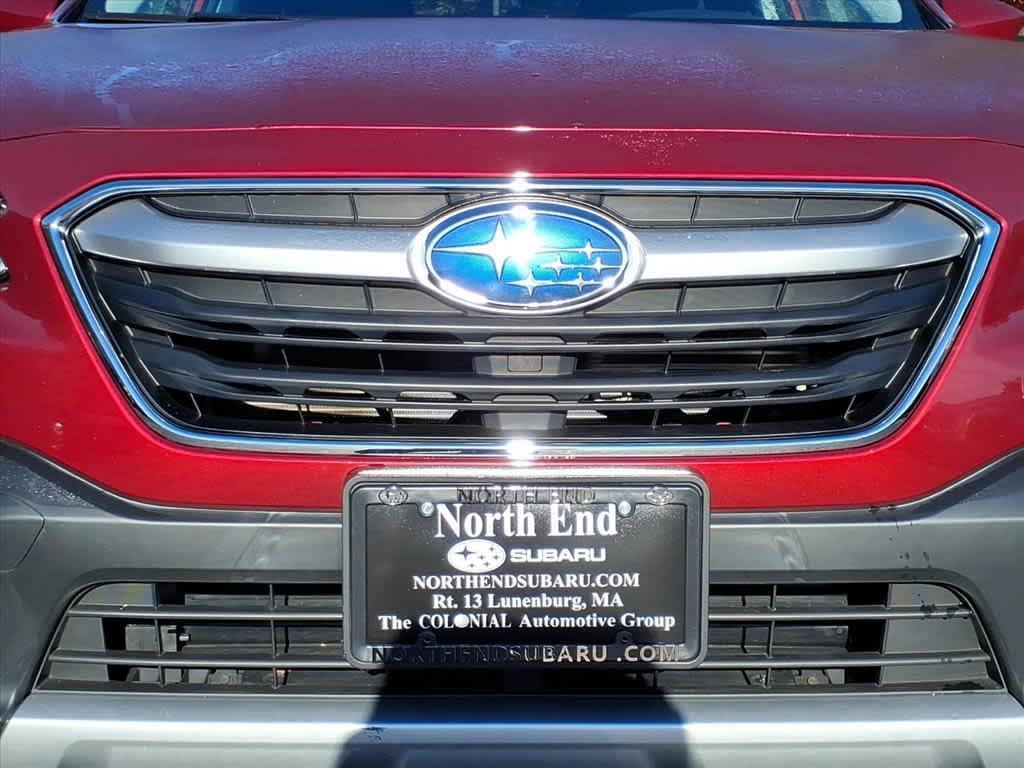 NORTH END
North End
SUBARU
NORTHENDSUBARU.COM
Rt. 13 Lunenburg, MA
The COLONIAL Automotive Group
NORTHENDSUBARU.COM